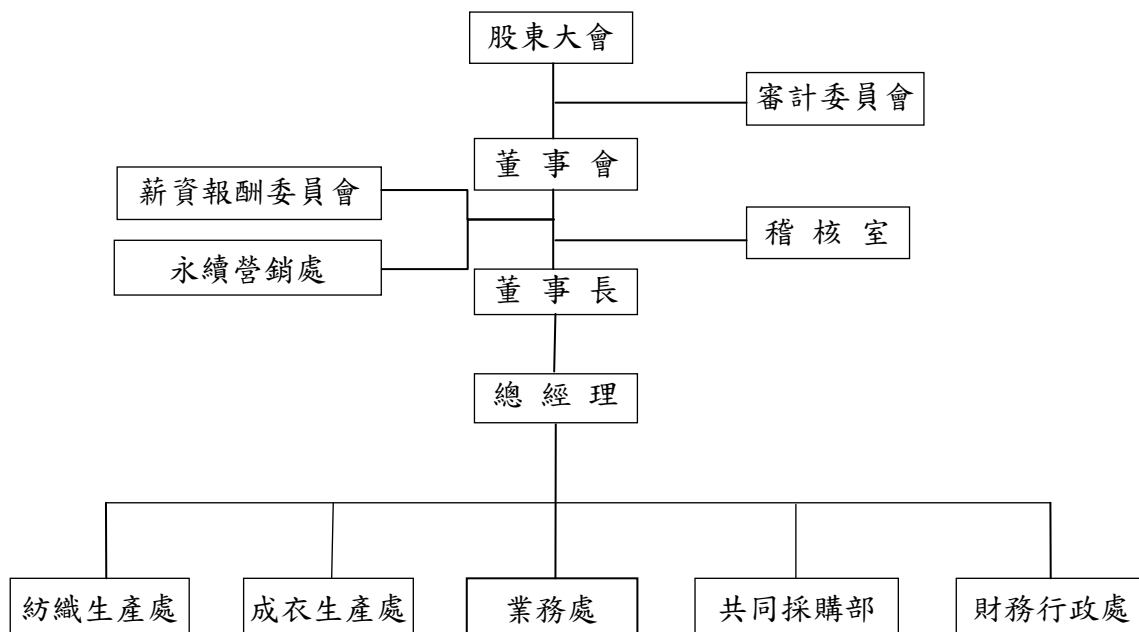 股東大會
審計委員會
董 事 會
薪資報酬委員會
稽 核 室
永續營銷處
董 事 長
總 經 理
紡織生產處
成衣生產處
業務處
共同採購部
財務行政處